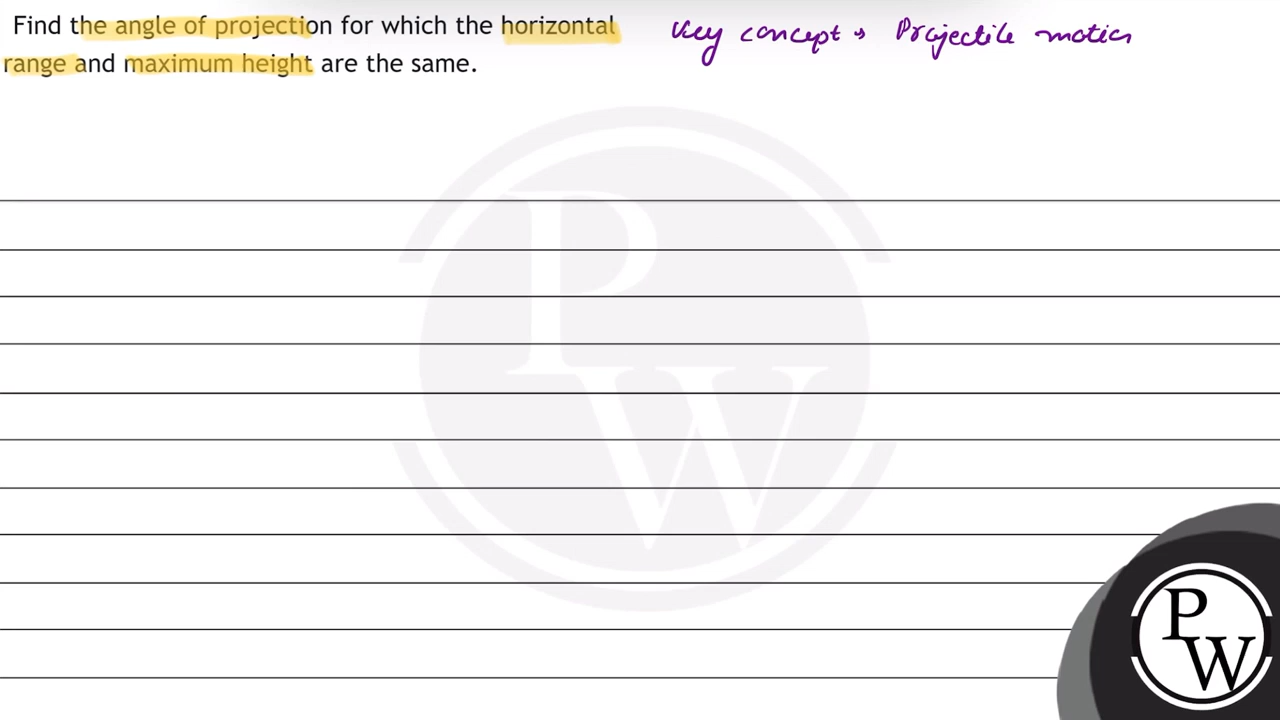 Find the angle of projection for which the horizontal
range and maximum height are the same.
Key concept → Projectile motion
P
W
P
W